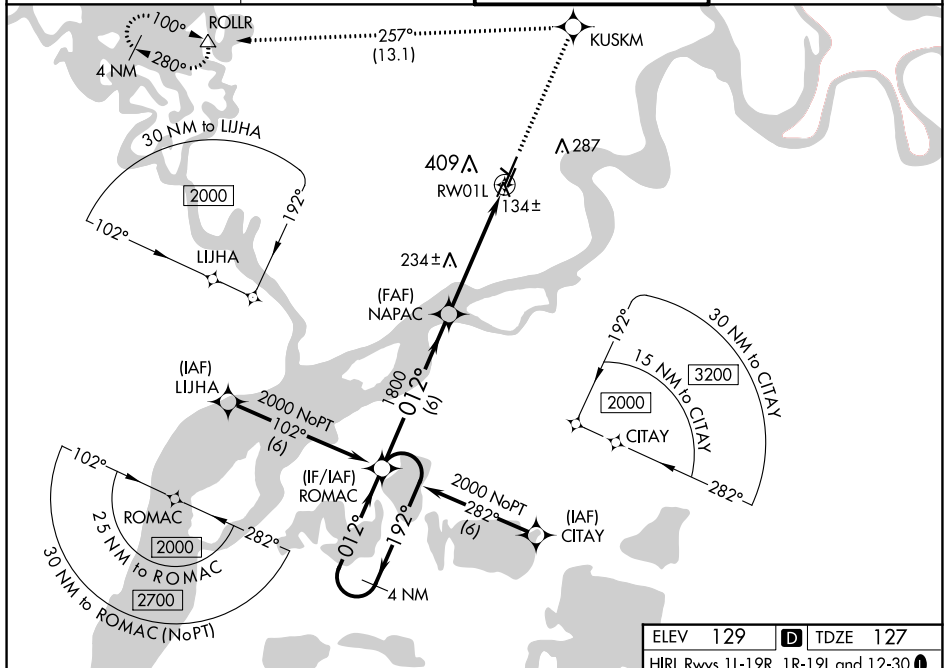 ROLLR
100°
280°
4 NM
257°
(13.1)
KUSKM
30 NM to LIJHA
2000
192°
102°
LIJHA
409
287
RW01L
134±
234±
(FAF)
NAPAC
1800
012°
(6)
(IAF)
LIJHA
2000 NoPT
102°
(6)
(IF/IAF)
ROMAC
012°
192°
4 NM
2000 NoPT
282°
(6)
(IAF)
CITAY
192°
30 NM to CITAY
15 NM to CITAY
3200
2000
CITAY
282°
102°
ROMAC
282°
2000
25 NM to ROMAC
2700
30 NM to ROMAC (NoPT)
ELEV 129 D TDZE 127
HIRL Rwys 1L-19R, 1R-19L and 12-30 L